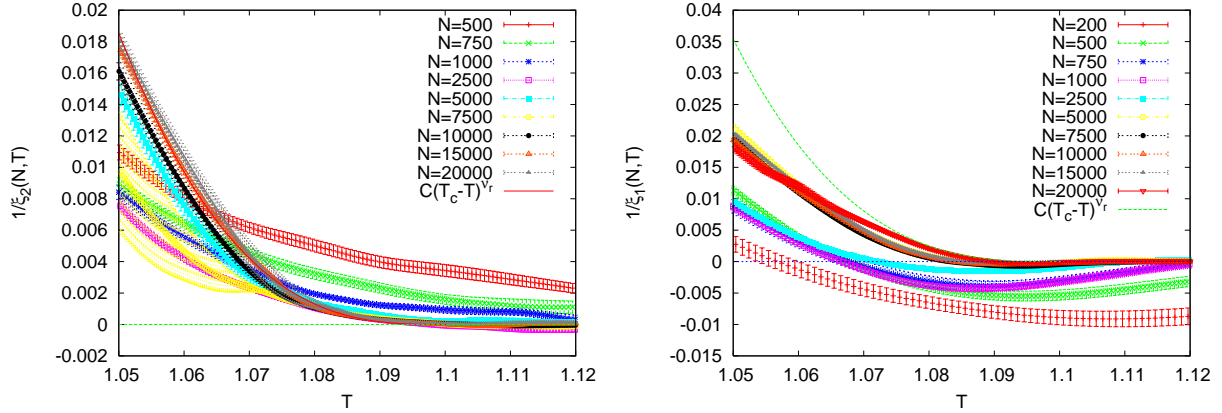 0.02
0.018
0.016
0.014
0.012
0.01
0.008
0.006
0.004
0.002
0
-0.002
1.05 1.06 1.07 1.08 1.09 1.1 1.11 1.12
T
1/ξ₂(N,T)
N=500
N=750
N=1000
N=2500
N=5000
N=7500
N=10000
N=15000
N=20000
C(T_c-T)^ν_r
0.04
0.035
0.03
0.025
0.02
0.015
0.01
0.005
0
-0.005
-0.01
-0.015
1.05 1.06 1.07 1.08 1.09 1.1 1.11 1.12
T
1/ξ₁(N,T)
N=200
N=500
N=750
N=1000
N=2500
N=5000
N=7500
N=10000
N=15000
N=20000
C(T_c-T)^ν_r